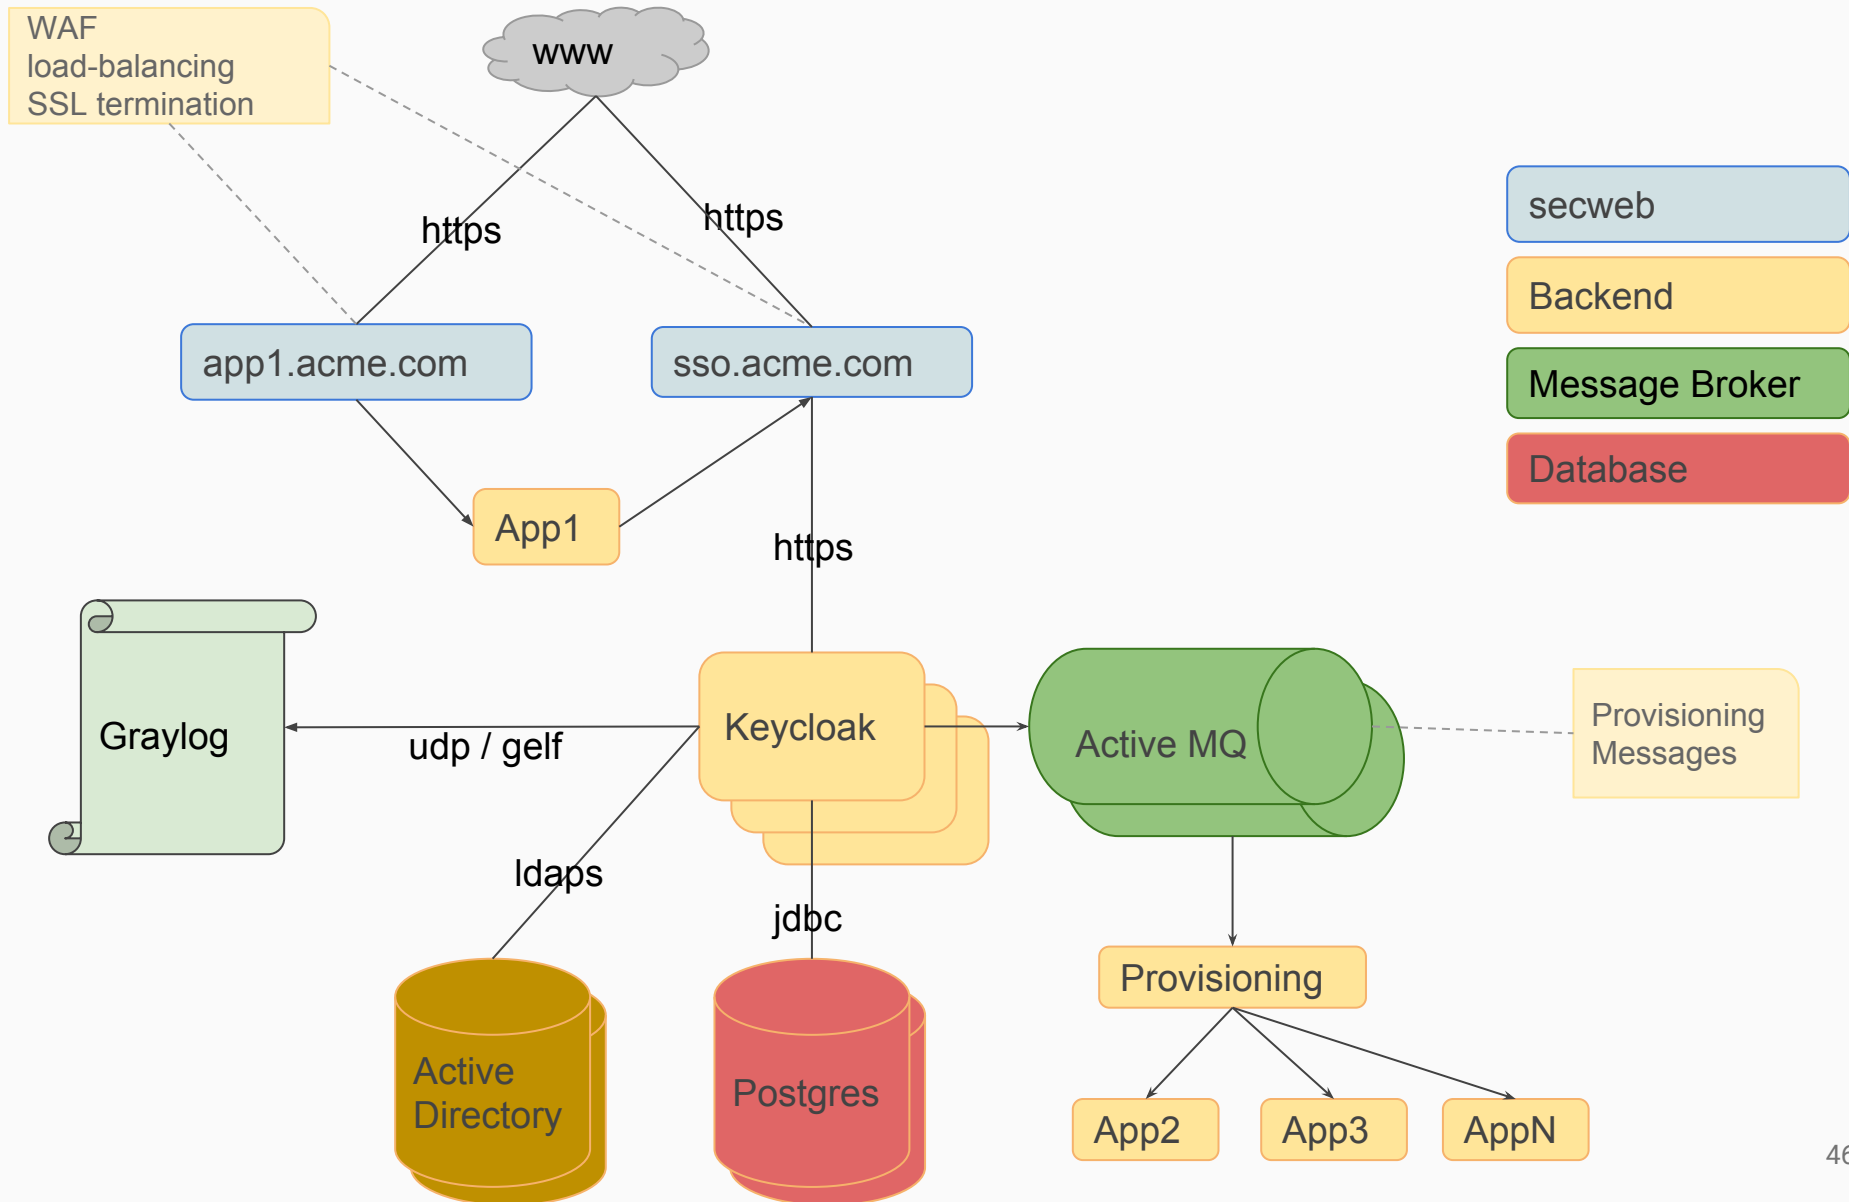 WAF
load-balancing
SSL termination
www
https
https
secweb
Backend
Message Broker
Database
app1.acme.com
sso.acme.com
App1
https
Graylog
udp / gelf
Keycloak
Active MQ
Provisioning
Messages
ldaps
jdbc
Active
Directory
Postgres
Provisioning
App2
App3
AppN
46